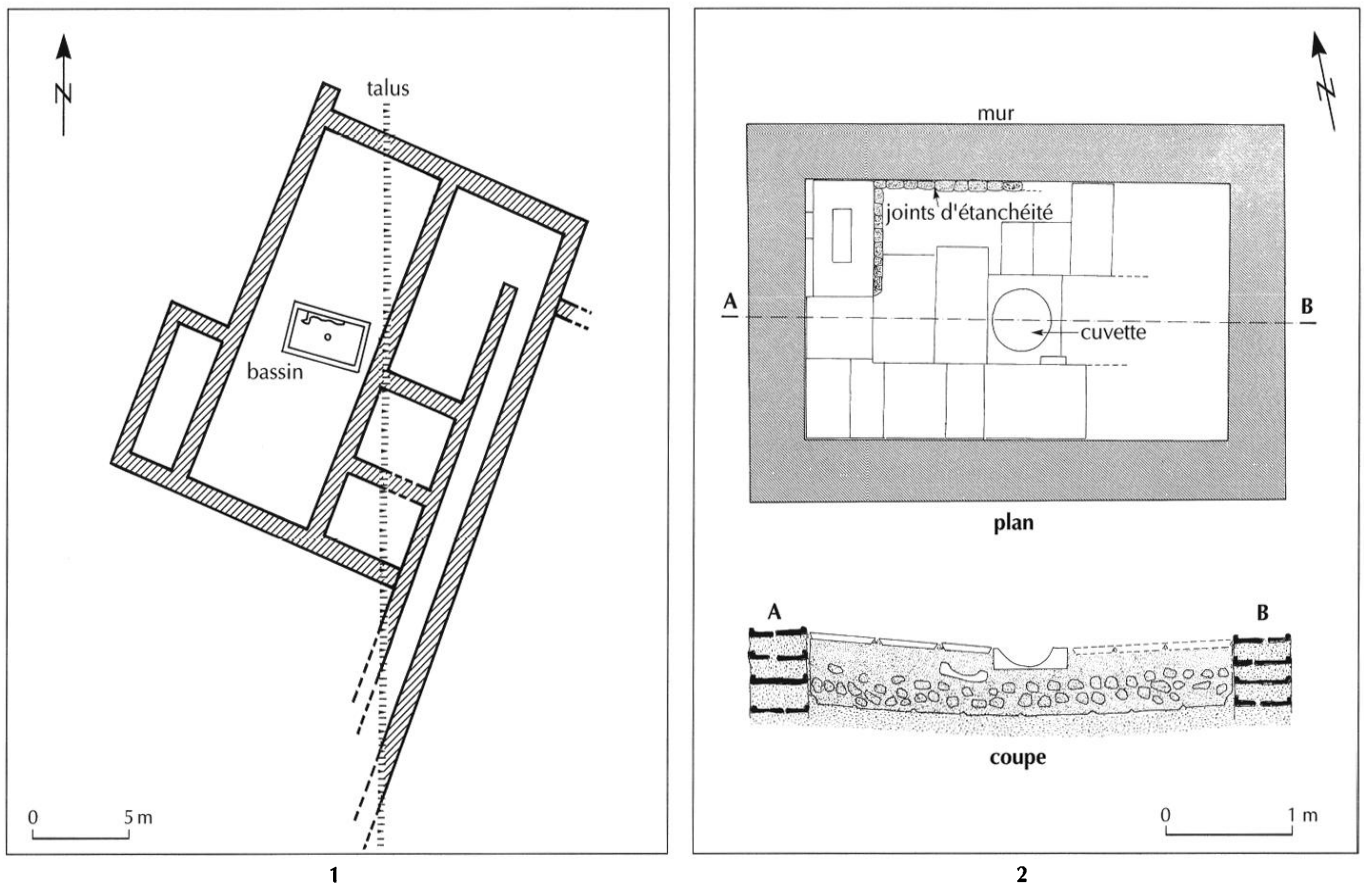 N
talus
bassin
0 5 m
1
N
mur
joints d'étanchéité
A
B
cuvette
plan
A
B
coupe
0 1 m
2